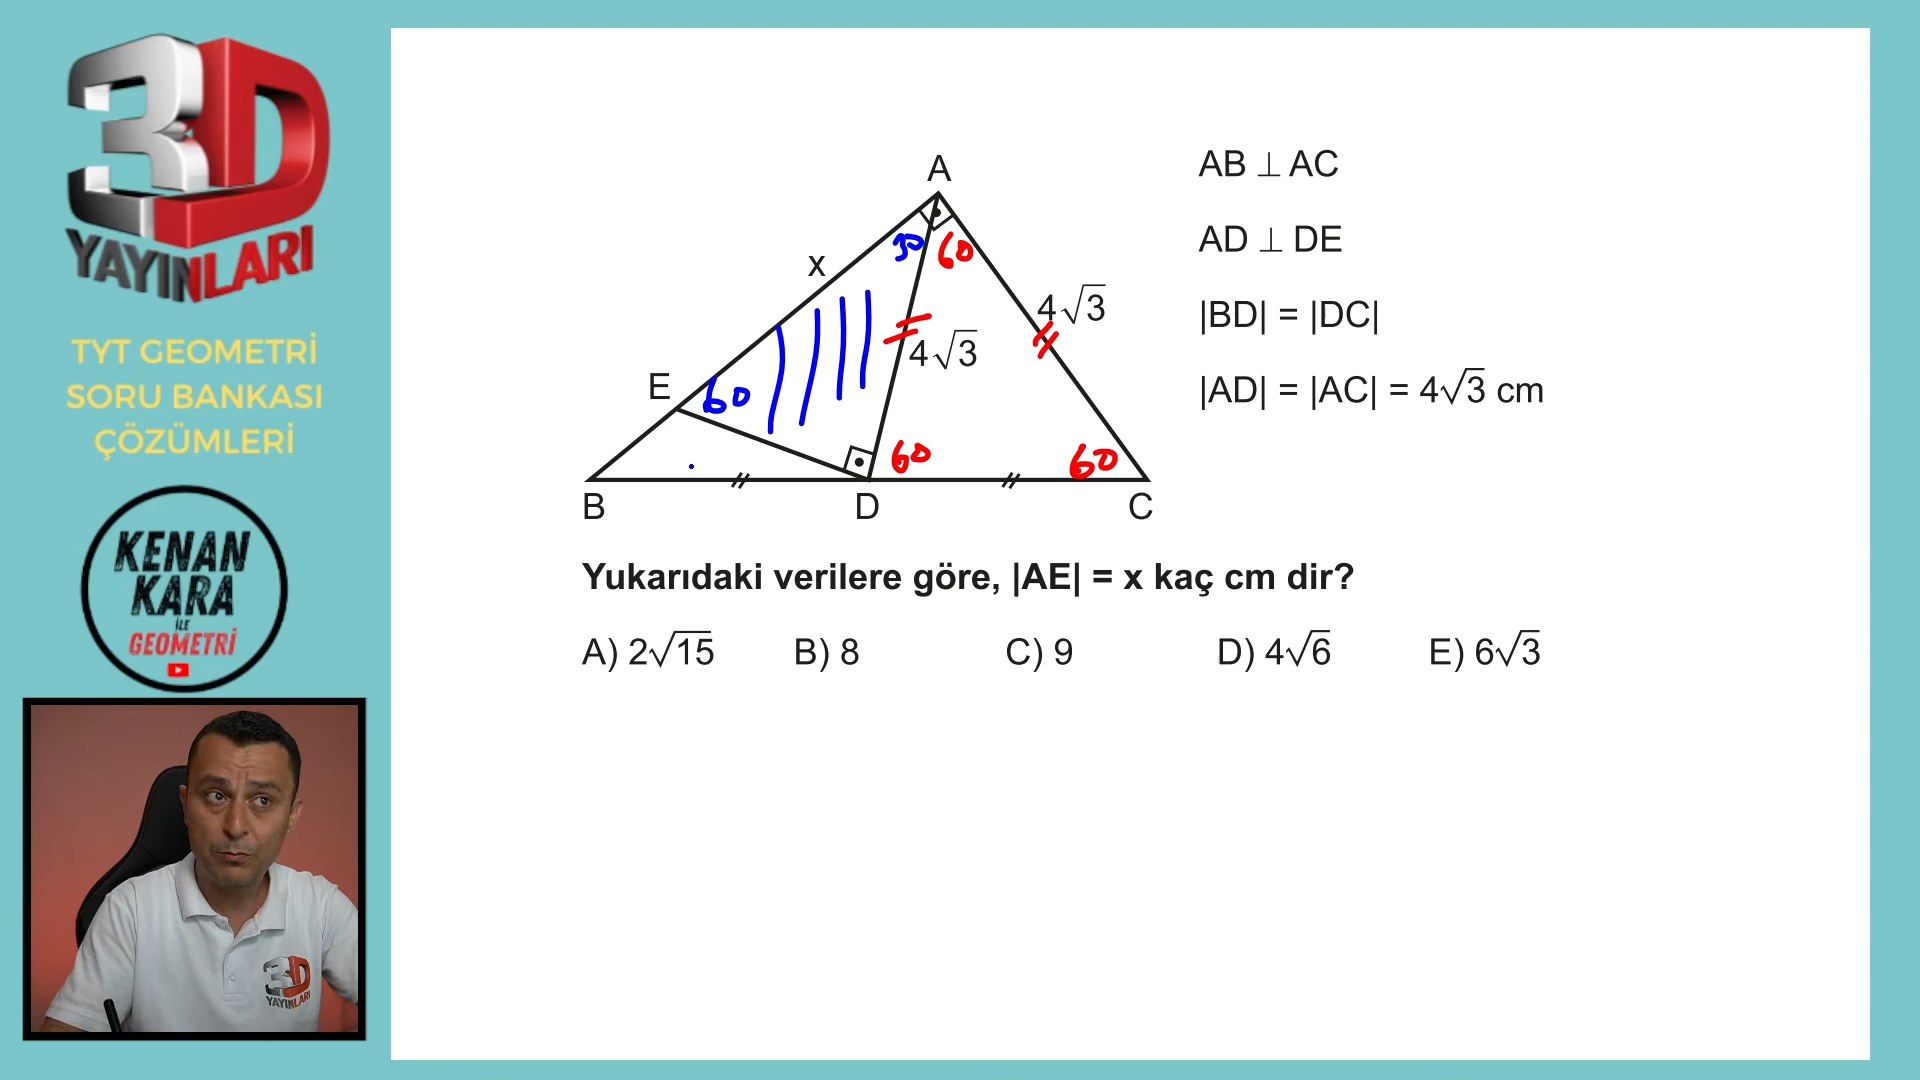 3D
YAYINLARI
TYT GEOMETRİ
SORU BANKASI
ÇÖZÜMLERİ
KENAN
KARA
İLE
GEOMETRİ
3D
YAYINLARI
A
x
30
60
4√3
4√3
E
60
60
60
B
D
C
AB ⊥ AC
AD ⊥ DE
|BD| = |DC|
|AD| = |AC| = 4√3 cm
Yukarıdaki verilere göre, |AE| = x kaç cm dir?
A) 2√15 B) 8 C) 9 D) 4√6 E) 6√3